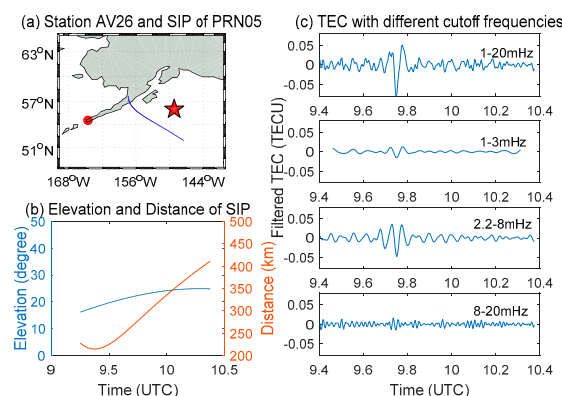 (a) Station AV26 and SIP of PRN05
63°N
57°N
51°N
168°W 156°W 144°W
(b) Elevation and Distance of SIP
Elevation (degree)
50
40
30
20
10
0
9 9.5 10 10.5
Time (UTC)
500
450
400
350
300
250
200
Distance (km)
(c) TEC with different cutoff frequencies
Filtered TEC (TECU)
0.05
0
-0.05
1-20mHz
9.4 9.6 9.8 10 10.2 10.4
0.05
0
-0.05
1-3mHz
9.4 9.6 9.8 10 10.2 10.4
0.05
0
-0.05
2.2-8mHz
9.4 9.6 9.8 10 10.2 10.4
0.05
0
-0.05
8-20mHz
9.4 9.6 9.8 10 10.2 10.4
Time (UTC)